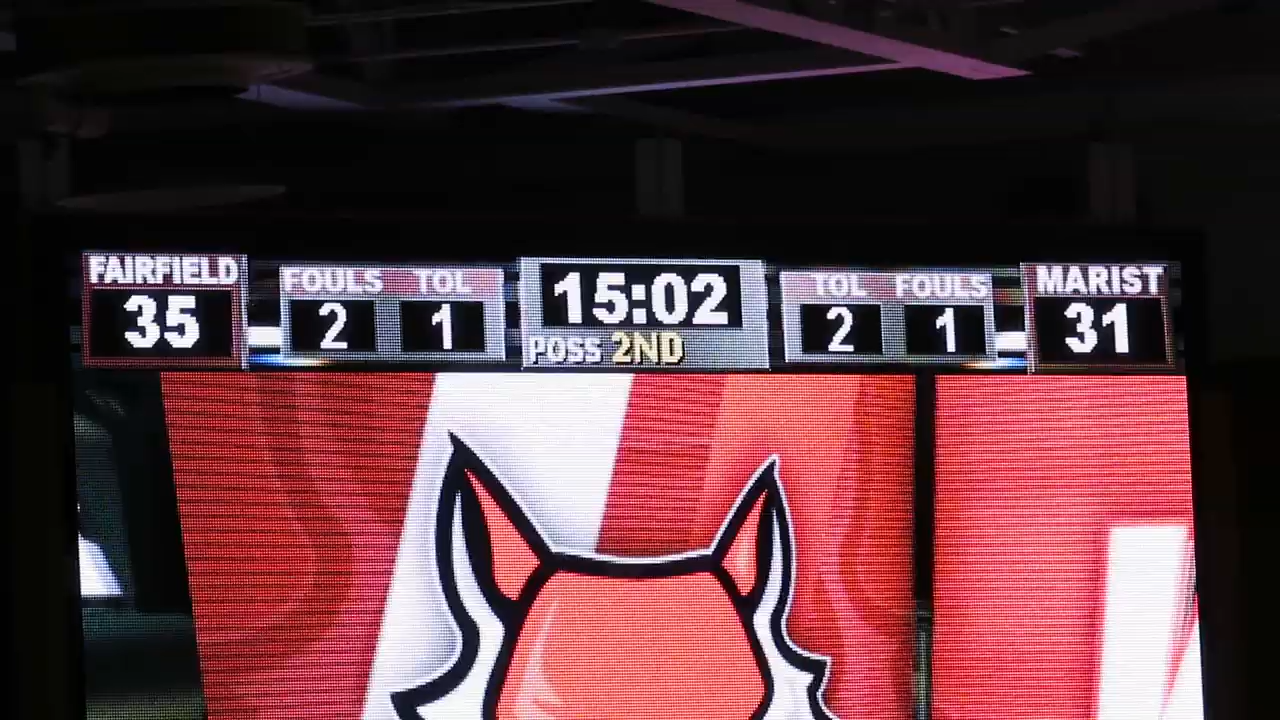 FAIRFIELD
35
FOULS TOL
2 1
15:02
POSS 2ND
TOL FOULS
2 1
MARIST
31